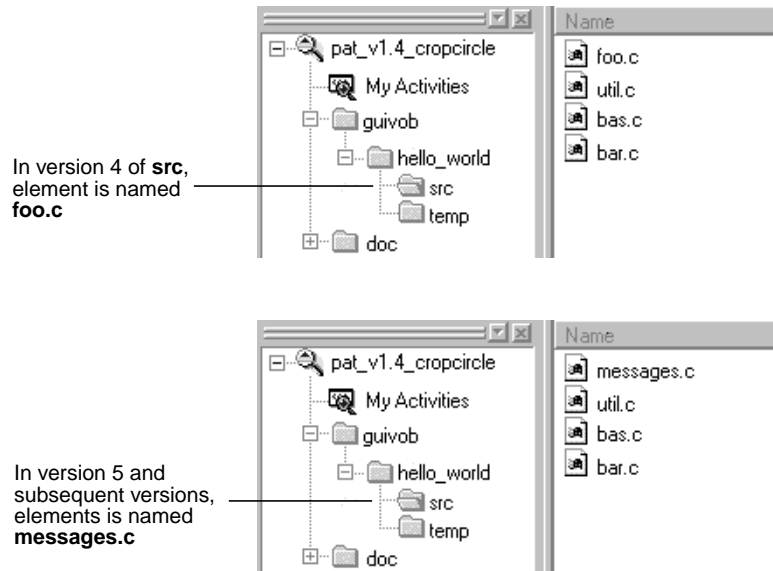 Name
pat_v1.4_cropcircle
foo.c
My Activities
util.c
guivob
bas.c
In version 4 of src,
element is named
foo.c
hello_world
bar.c
src
temp
doc
Name
pat_v1.4_cropcircle
messages.c
My Activities
util.c
guivob
bas.c
In version 5 and
subsequent versions,
elements is named
messages.c
hello_world
bar.c
src
temp
doc